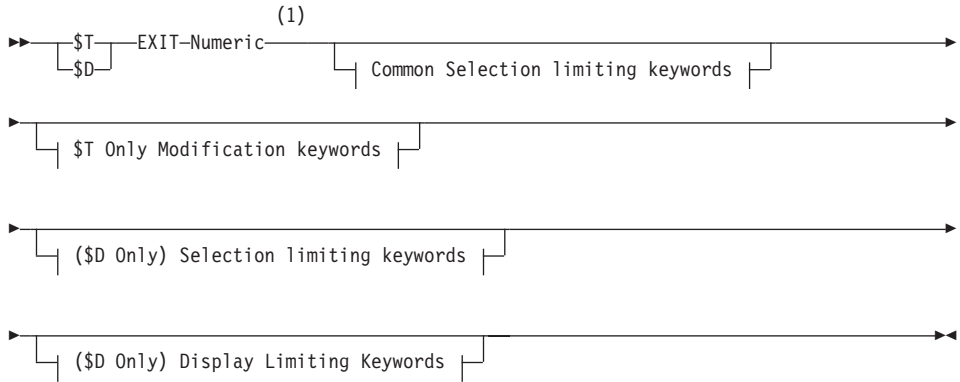 (1)
$T EXIT Numeric
$D Common Selection limiting keywords
$T Only Modification keywords
($D Only) Selection limiting keywords
($D Only) Display Limiting Keywords